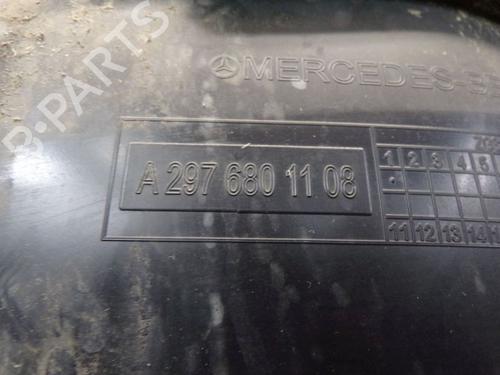 B-PARTS
MERCEDES-B
A 297 680 11 08
1 2 3 4 5
11 12 13 14